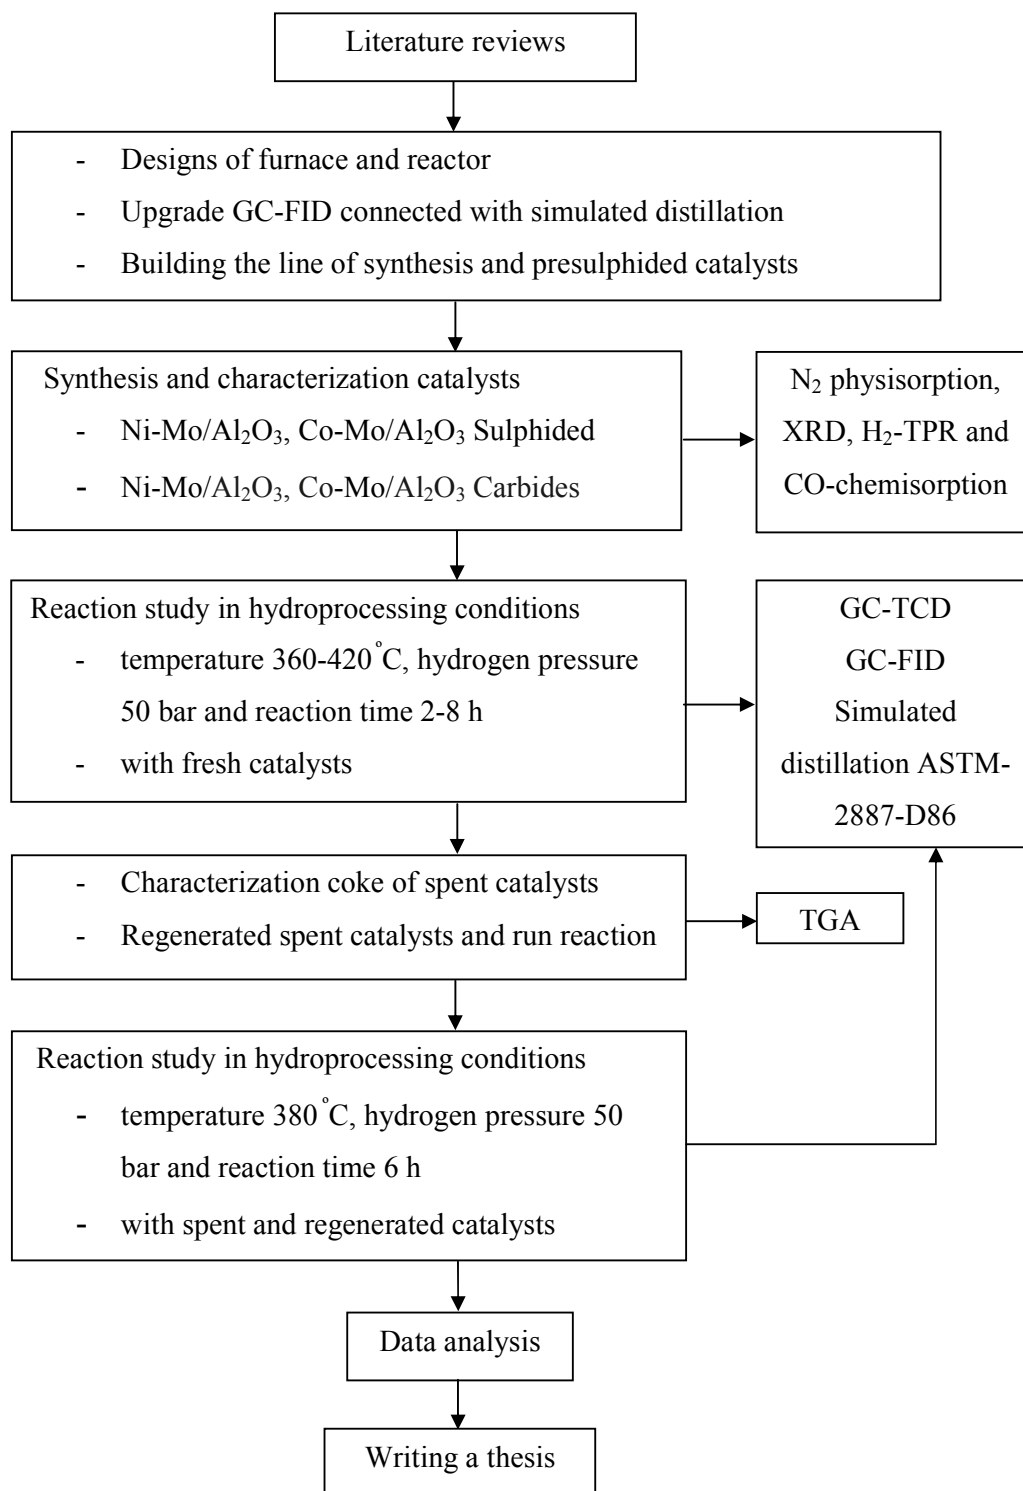 Literature reviews
- Designs of furnace and reactor
- Upgrade GC-FID connected with simulated distillation
- Building the line of synthesis and presulphided catalysts
Synthesis and characterization catalysts
- Ni-Mo/Al₂O₃, Co-Mo/Al₂O₃ Sulphided
- Ni-Mo/Al₂O₃, Co-Mo/Al₂O₃ Carbides
N₂ physisorption,
XRD, H₂-TPR and
CO-chemisorption
Reaction study in hydroprocessing conditions
- temperature 360-420 °C, hydrogen pressure
50 bar and reaction time 2-8 h
- with fresh catalysts
GC-TCD
GC-FID
Simulated
distillation ASTM-
2887-D86
- Characterization coke of spent catalysts
- Regenerated spent catalysts and run reaction
TGA
Reaction study in hydroprocessing conditions
- temperature 380 °C, hydrogen pressure 50
bar and reaction time 6 h
- with spent and regenerated catalysts
Data analysis
Writing a thesis